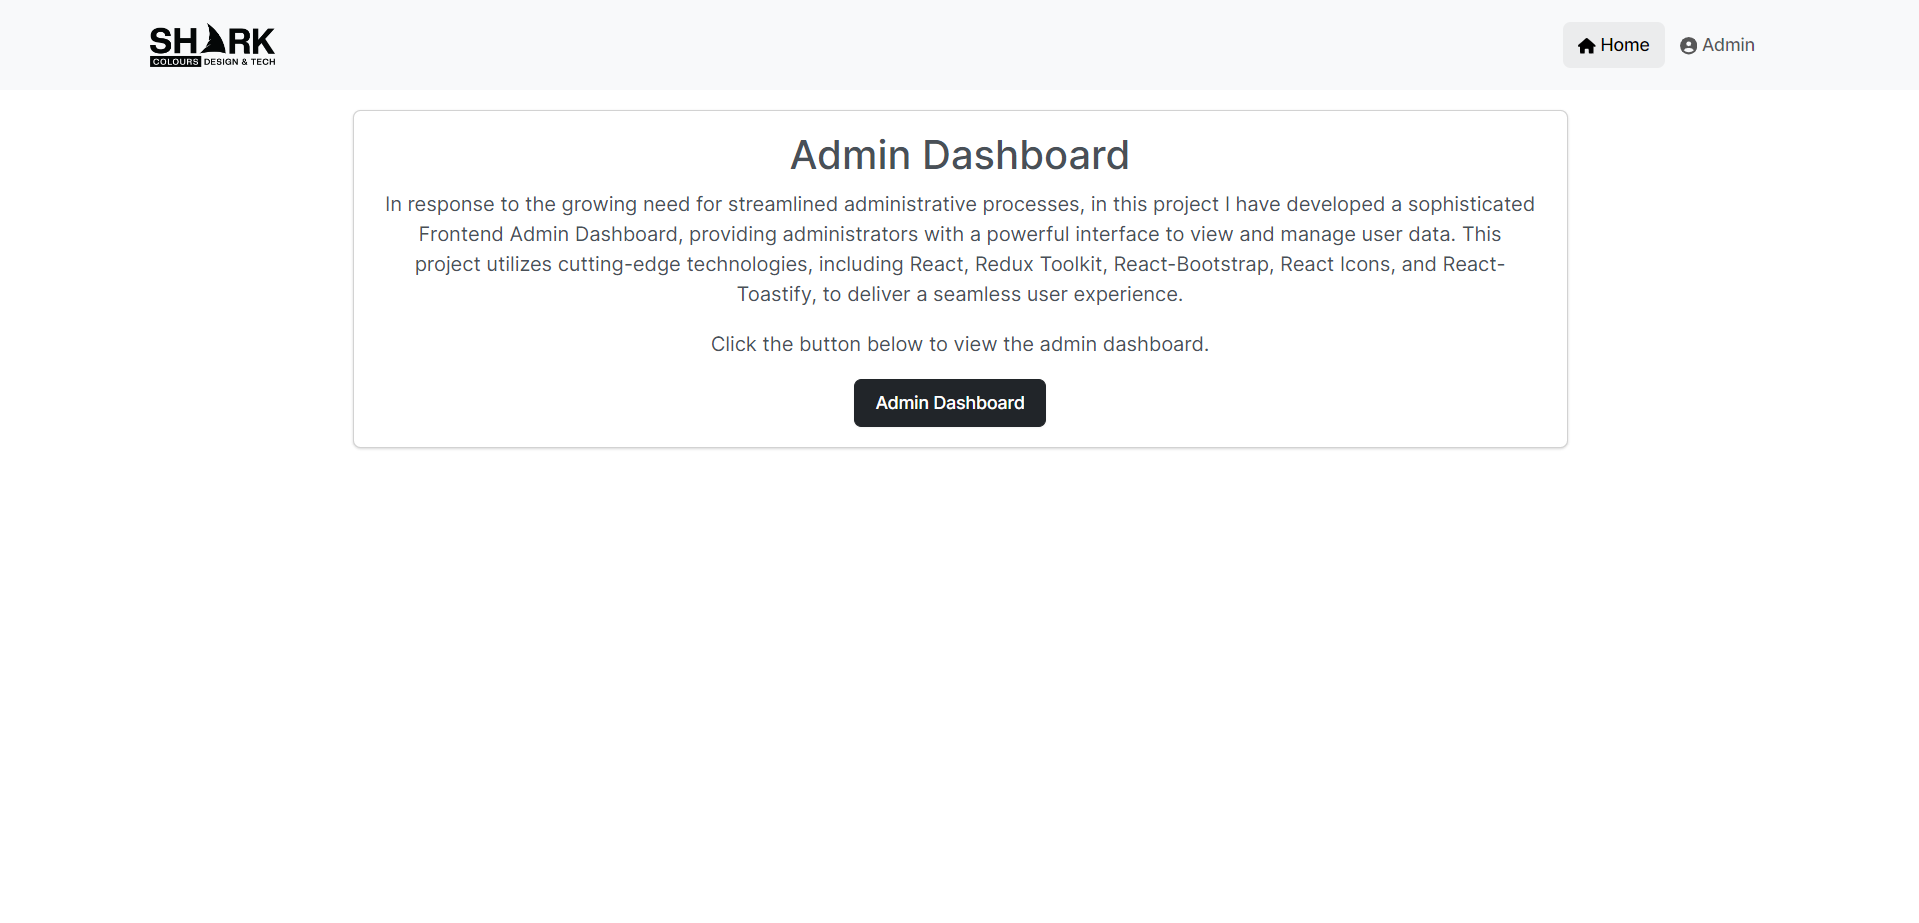 SHARK
COLOURS DESIGN & TECH
Home
Admin
Admin Dashboard
In response to the growing need for streamlined administrative processes, in this project I have developed a sophisticated
Frontend Admin Dashboard, providing administrators with a powerful interface to view and manage user data. This
project utilizes cutting-edge technologies, including React, Redux Toolkit, React-Bootstrap, React Icons, and React-
Toastify, to deliver a seamless user experience.
Click the button below to view the admin dashboard.
Admin Dashboard